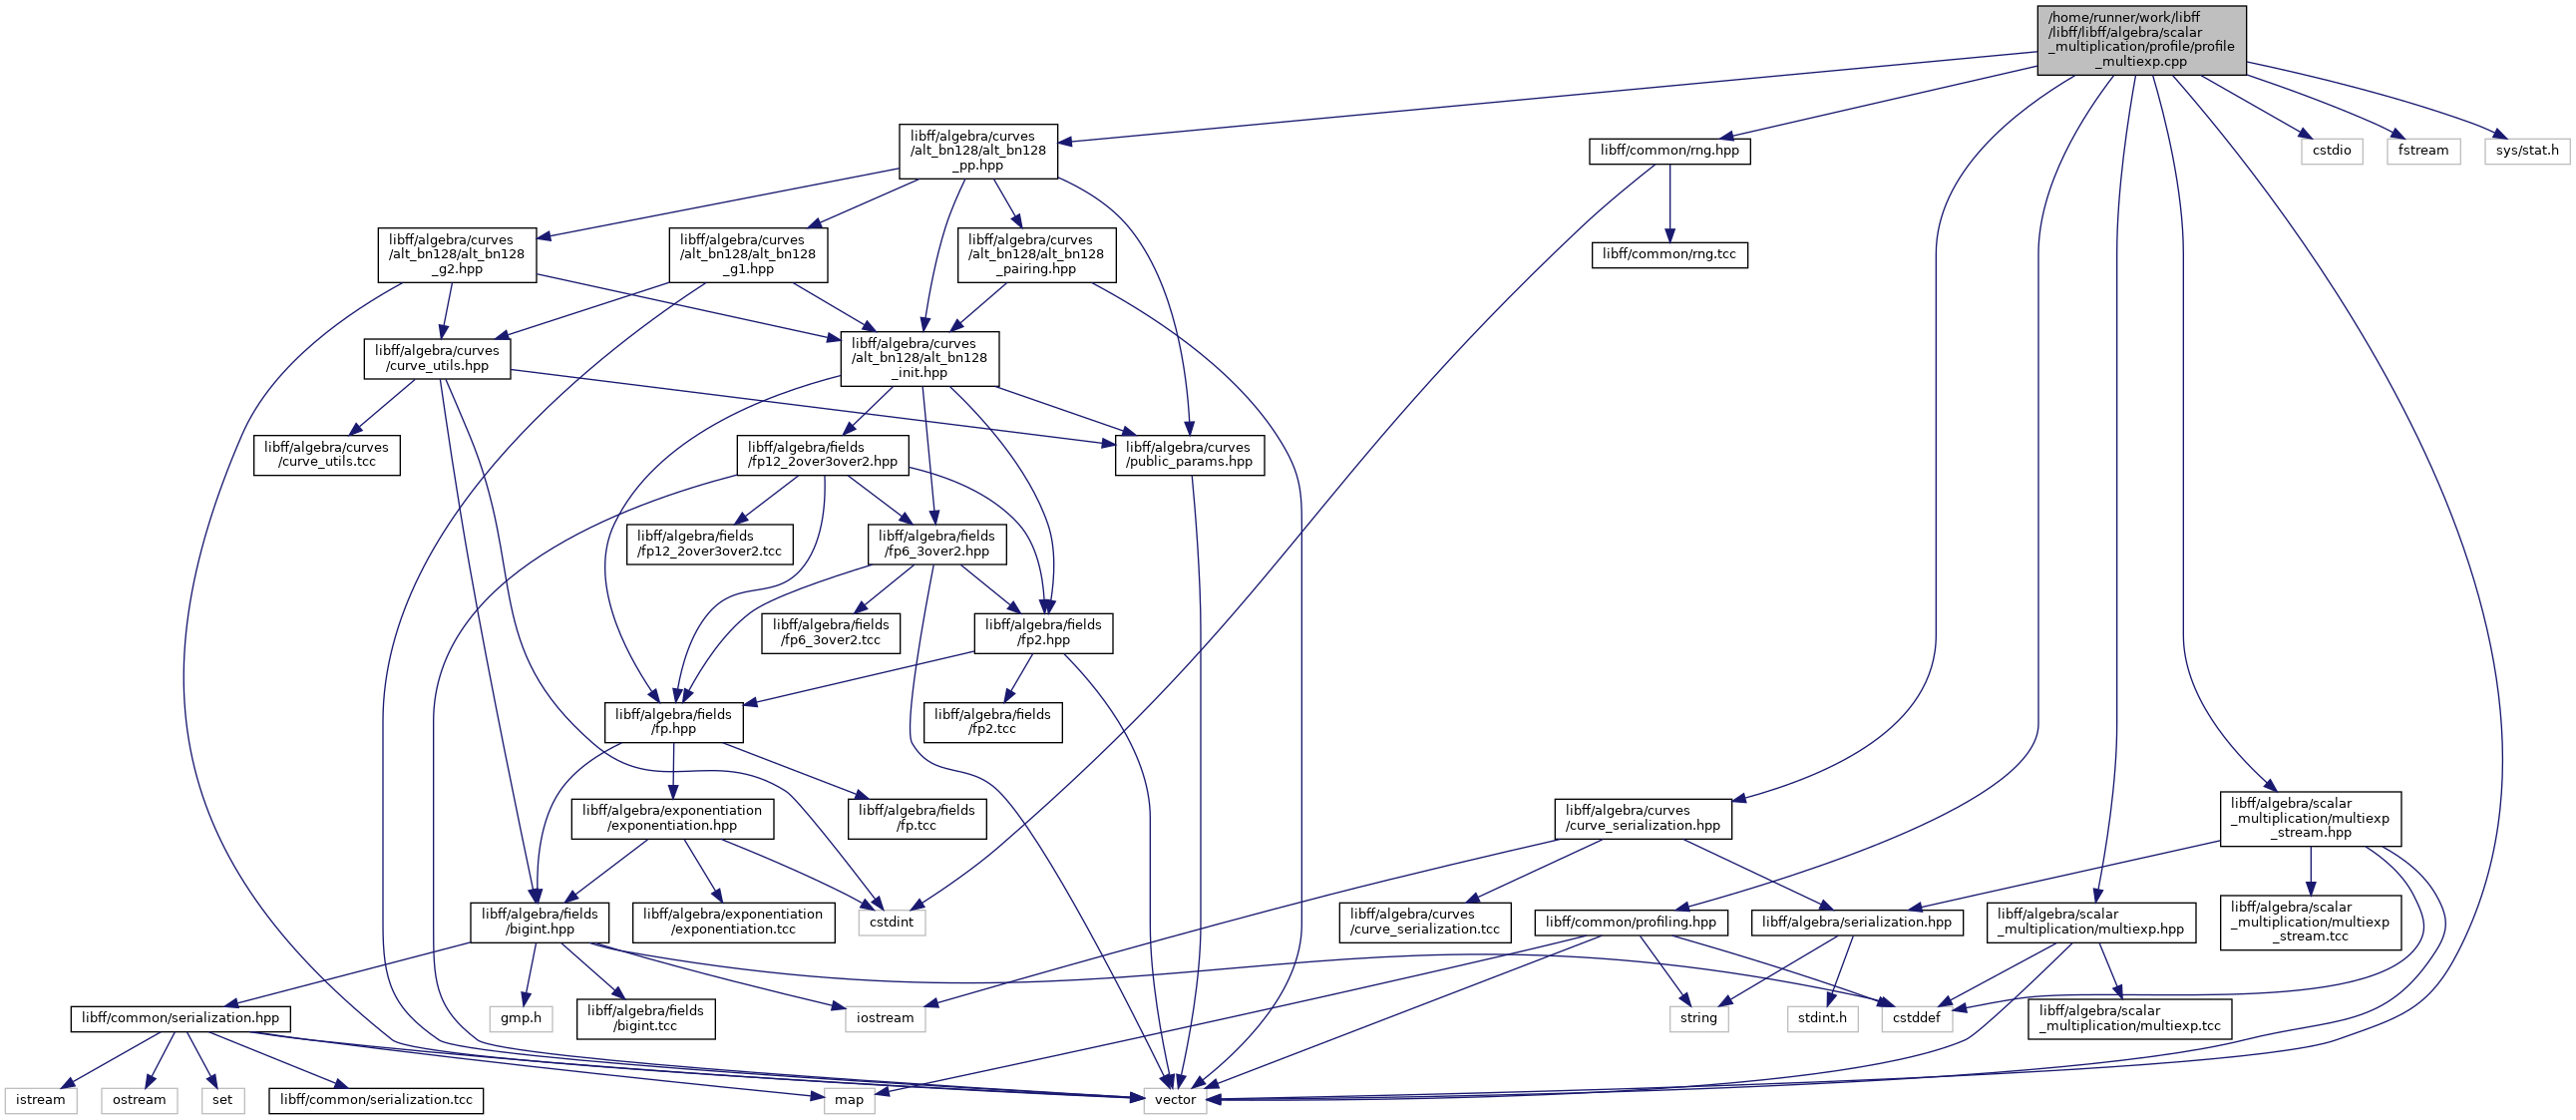 /home/runner/work/libff
/libff/libff/algebra/scalar
_multiplication/profile/profile
_multiexp.cpp
libff/algebra/curves
/alt_bn128/alt_bn128
_pp.hpp
libff/common/rng.hpp
cstdio
fstream
sys/stat.h
libff/algebra/curves
/alt_bn128/alt_bn128
_g2.hpp
libff/algebra/curves
/alt_bn128/alt_bn128
_g1.hpp
libff/algebra/curves
/alt_bn128/alt_bn128
_pairing.hpp
libff/common/rng.tcc
libff/algebra/curves
/curve_utils.hpp
libff/algebra/curves
/alt_bn128/alt_bn128
_init.hpp
libff/algebra/curves
/curve_utils.tcc
libff/algebra/fields
/fp12_2over3over2.hpp
libff/algebra/curves
/public_params.hpp
libff/algebra/fields
/fp12_2over3over2.tcc
libff/algebra/fields
/fp6_3over2.hpp
libff/algebra/fields
/fp6_3over2.tcc
libff/algebra/fields
/fp2.hpp
libff/algebra/fields
/fp.hpp
libff/algebra/fields
/fp2.tcc
libff/algebra/exponentiation
/exponentiation.hpp
libff/algebra/fields
/fp.tcc
libff/algebra/curves
/curve_serialization.hpp
libff/algebra/scalar
_multiplication/multiexp
_stream.hpp
libff/algebra/fields
/bigint.hpp
libff/algebra/exponentiation
/exponentiation.tcc
cstdint
libff/algebra/curves
/curve_serialization.tcc
libff/common/profiling.hpp
libff/algebra/serialization.hpp
libff/algebra/scalar
_multiplication/multiexp.hpp
libff/algebra/scalar
_multiplication/multiexp
_stream.tcc
libff/common/serialization.hpp
gmp.h
libff/algebra/fields
/bigint.tcc
iostream
string
stdint.h
cstddef
libff/algebra/scalar
_multiplication/multiexp.tcc
istream
ostream
set
libff/common/serialization.tcc
map
vector